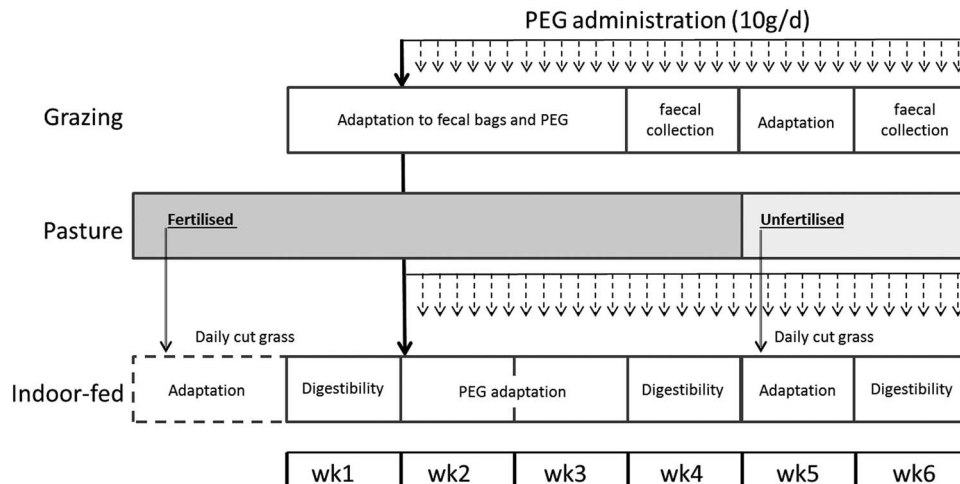 PEG administration (10g/d)
Grazing
Adaptation to fecal bags and PEG
faecal
collection
Adaptation
faecal
collection
Pasture
Fertilised
Unfertilised
Daily cut grass
Daily cut grass
Indoor-fed
Adaptation
Digestibility
PEG adaptation
Digestibility
Adaptation
Digestibility
wk1 wk2 wk3 wk4 wk5 wk6